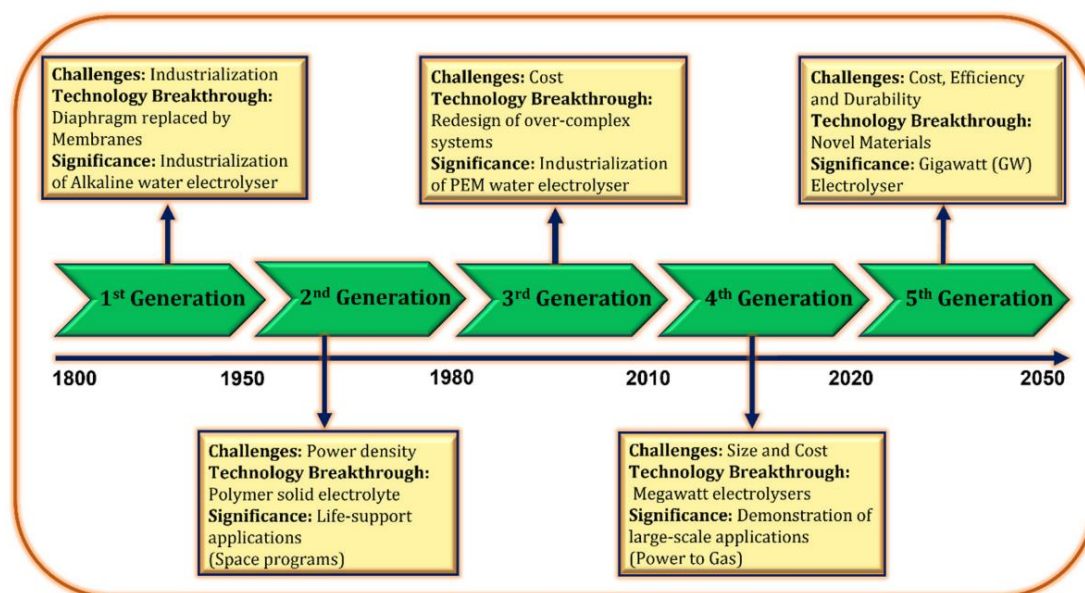 Challenges: Industrialization
Technology Breakthrough:
Diaphragm replaced by
Membranes
Significance: Industrialization
of Alkaline water electrolyser
Challenges: Cost
Technology Breakthrough:
Redesign of over-complex
systems
Significance: Industrialization
of PEM water electrolyser
Challenges: Cost, Efficiency
and Durability
Technology Breakthrough:
Novel Materials
Significance: Gigawatt (GW)
Electrolyser
1st Generation
2nd Generation
3rd Generation
4th Generation
5th Generation
1800
1950
1980
2010
2020
2050
Challenges: Power density
Technology Breakthrough:
Polymer solid electrolyte
Significance: Life-support
applications
(Space programs)
Challenges: Size and Cost
Technology Breakthrough:
Megawatt electrolysers
Significance: Demonstration of
large-scale applications
(Power to Gas)